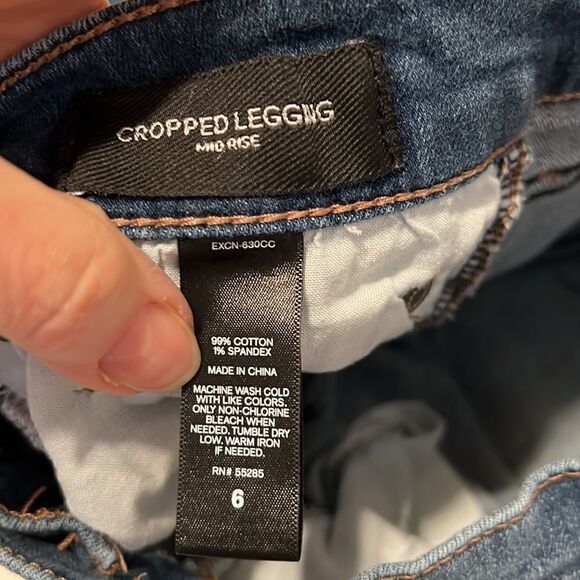 CROPPED LEGGING
MID RISE
EXCN-630CC
99% COTTON
1% SPANDEX
MADE IN CHINA
MACHINE WASH COLD
WITH LIKE COLORS.
ONLY NON-CHLORINE
BLEACH WHEN
NEEDED. TUMBLE DRY
LOW. WARM IRON
IF NEEDED.
RN# 55285
6